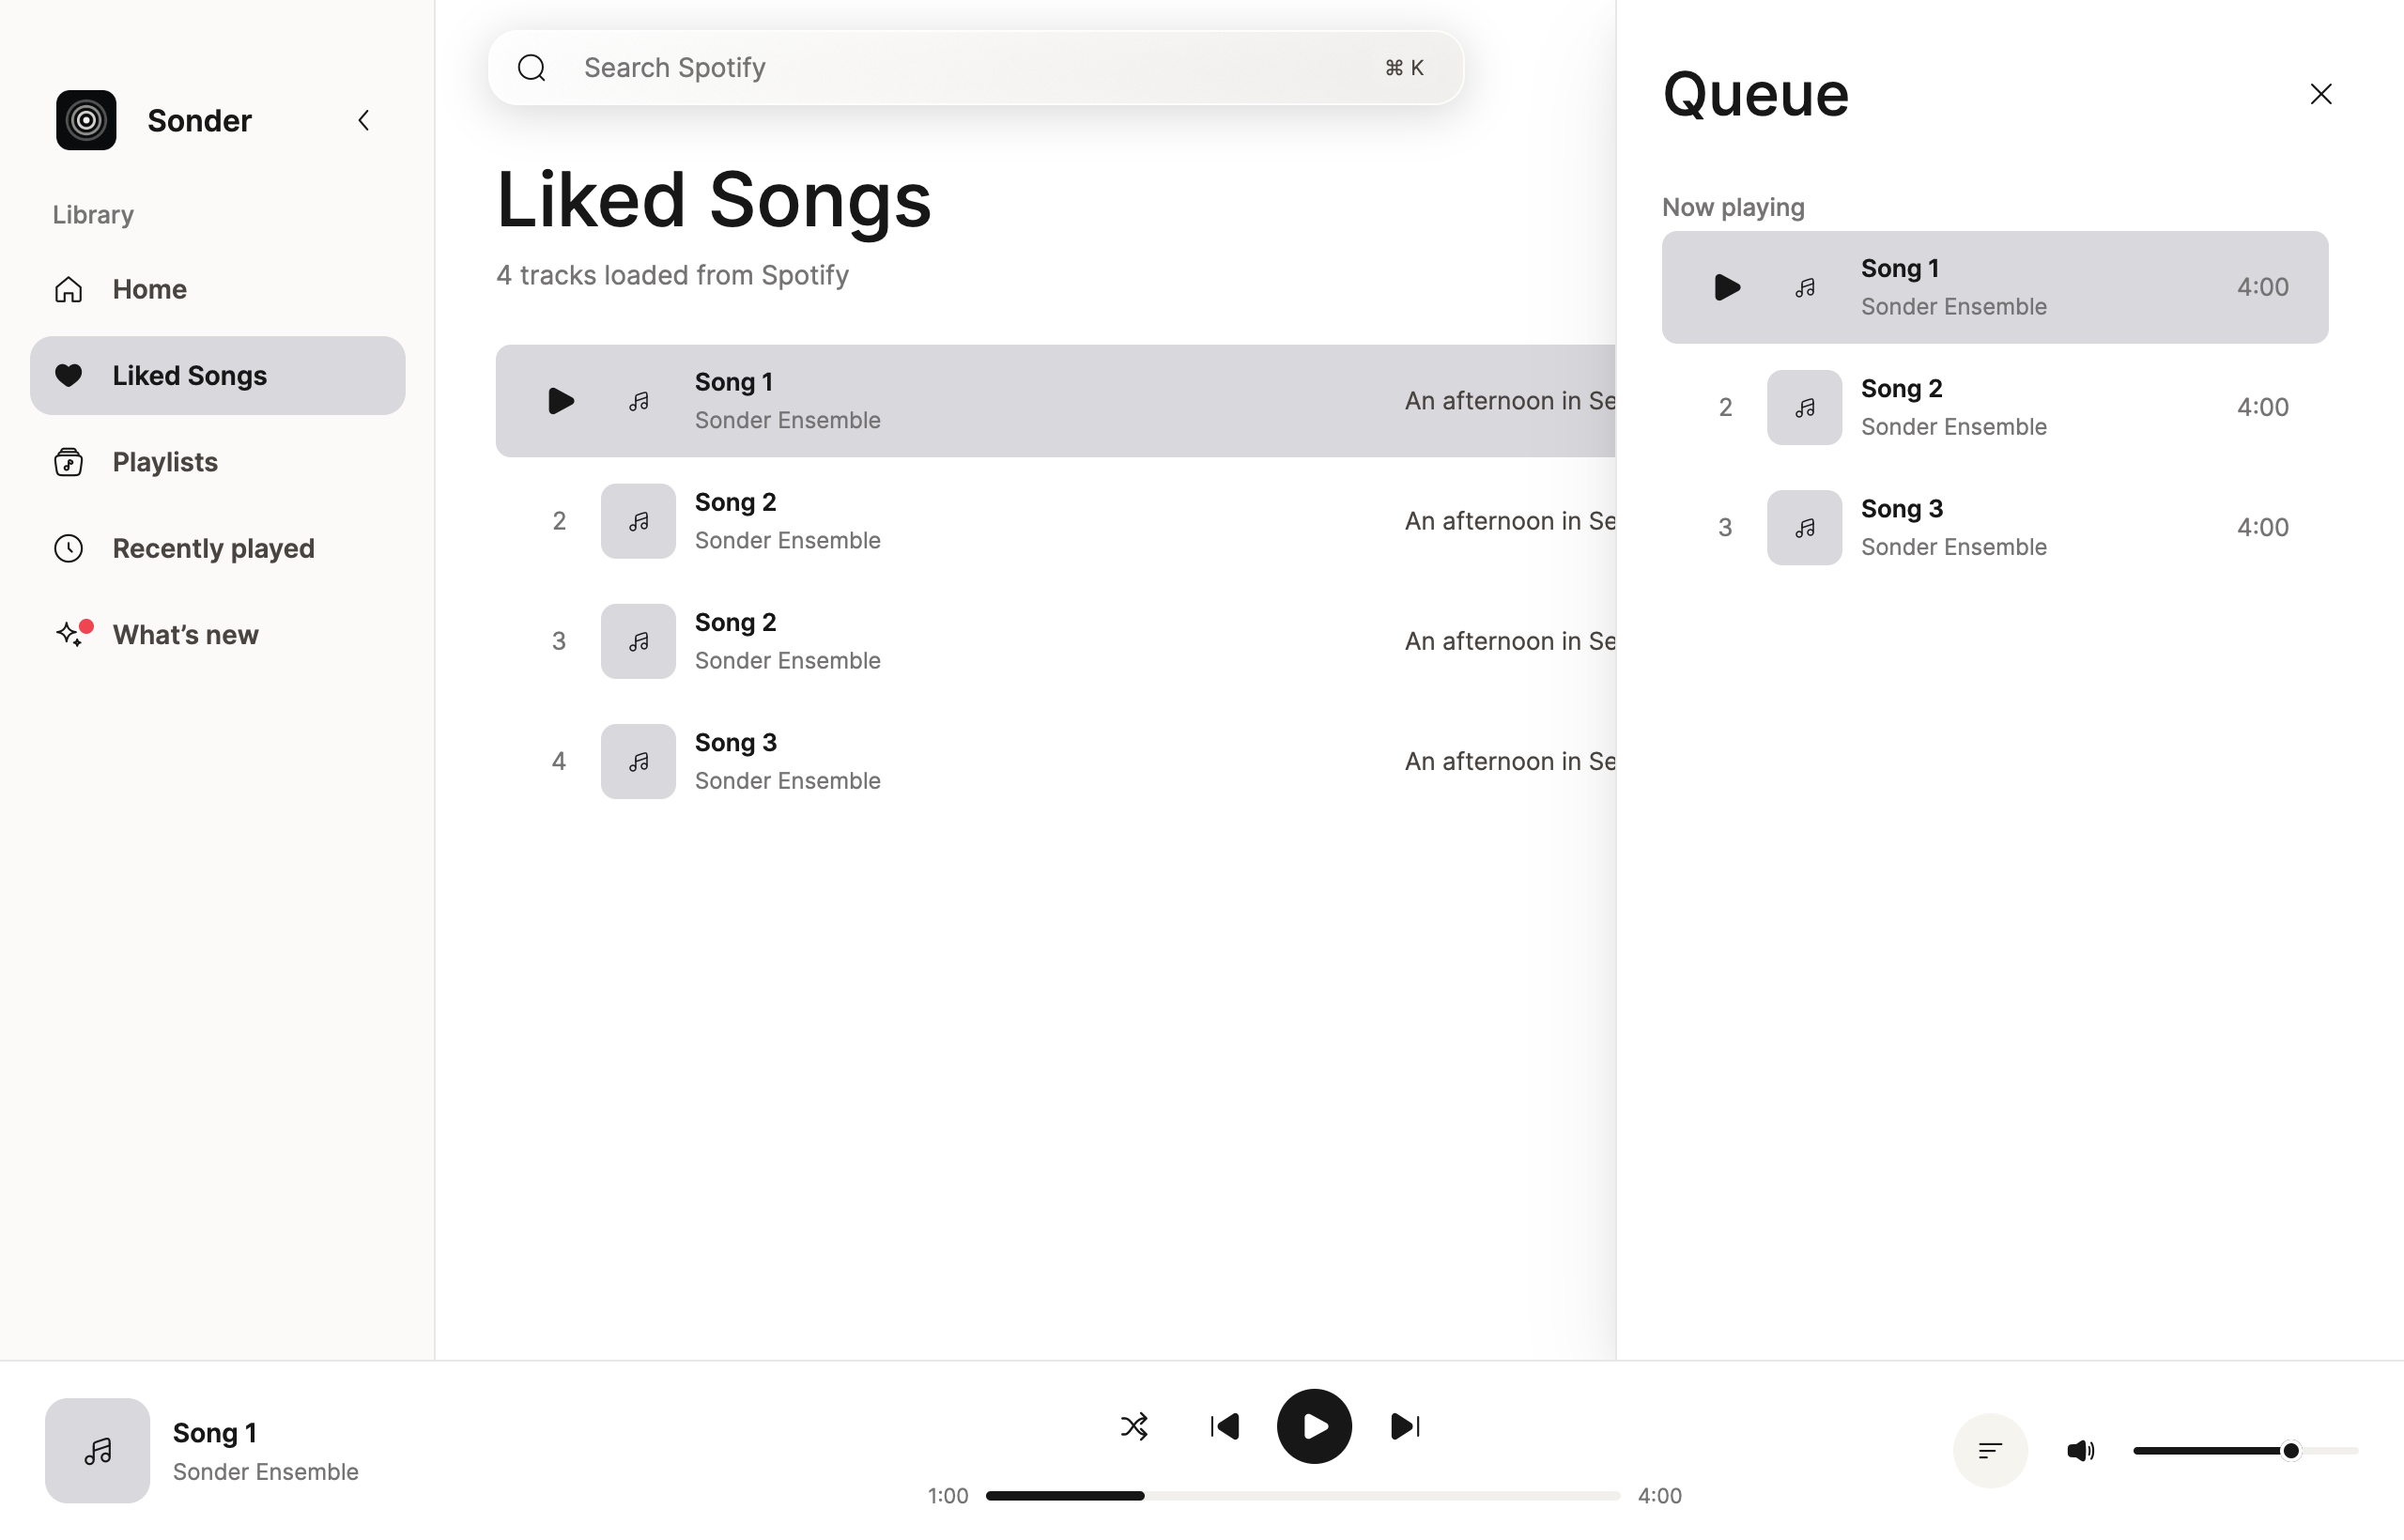 Sonder
Library
Home
Liked Songs
Playlists
Recently played
What’s new
Search Spotify
⌘ K
Liked Songs
4 tracks loaded from Spotify
Song 1
Sonder Ensemble
An afternoon in Se
2
Song 2
Sonder Ensemble
An afternoon in Se
3
Song 2
Sonder Ensemble
An afternoon in Se
4
Song 3
Sonder Ensemble
An afternoon in Se
Queue
Now playing
Song 1
Sonder Ensemble
4:00
2
Song 2
Sonder Ensemble
4:00
3
Song 3
Sonder Ensemble
4:00
Song 1
Sonder Ensemble
1:00
4:00